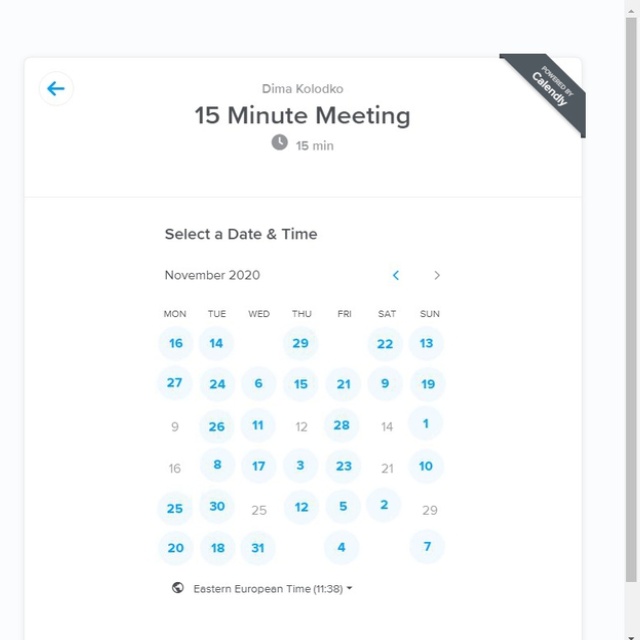 POWERED BY
Calendly
Dima Kolodko
15 Minute Meeting
15 min
Select a Date & Time
November 2020
MON TUE WED THU FRI SAT SUN
16 14 29 22 13
27 24 6 15 21 9 19
9 26 11 12 28 14 1
16 8 17 3 23 21 10
25 30 25 12 5 2 29
20 18 31 4 7
Eastern European Time (11:38)